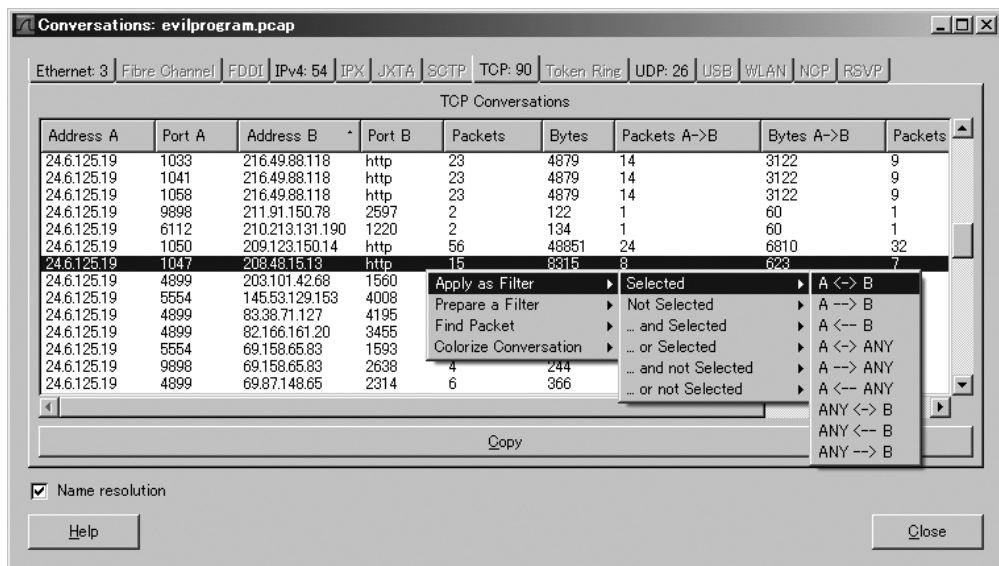 Conversations: evilprogram.pcap
Ethernet: 3 Fibre Channel FDDI IPv4: 54 IPX JXTA SCTP TCP: 90 Token Ring UDP: 26 USB WLAN NCP RSVP
TCP Conversations
Address A Port A Address B Port B Packets Bytes Packets A->B Bytes A->B Packets
24.6.125.19 1033 216.49.88.118 http 23 4879 14 3122 9
24.6.125.19 1041 216.49.88.118 http 23 4879 14 3122 9
24.6.125.19 1058 216.49.88.118 http 23 4879 14 3122 9
24.6.125.19 9898 211.91.150.78 2597 2 122 1 60 1
24.6.125.19 6112 210.213.131.190 1220 2 134 1 60 1
24.6.125.19 1050 209.123.150.14 http 56 48851 24 6810 32
24.6.125.19 1047 208.48.15.13 http 15 8315 8 623 7
24.6.125.19 4899 203.101.42.68 1560
24.6.125.19 5554 145.53.129.153 4008
24.6.125.19 4899 83.38.71.127 4195
24.6.125.19 4899 82.166.161.20 3455
24.6.125.19 5554 69.158.65.83 1593
24.6.125.19 9898 69.158.65.83 2638 4 244
24.6.125.19 4899 69.87.148.65 2314 6 366
Apply as Filter
Prepare a Filter
Find Packet
Colorize Conversation
Selected
Not Selected
... and Selected
... or Selected
... and not Selected
... or not Selected
A <-> B
A --> B
A <-- B
A <-> ANY
A --> ANY
A <-- ANY
ANY <-> B
ANY <-- B
ANY --> B
Copy
Name resolution
Help Close